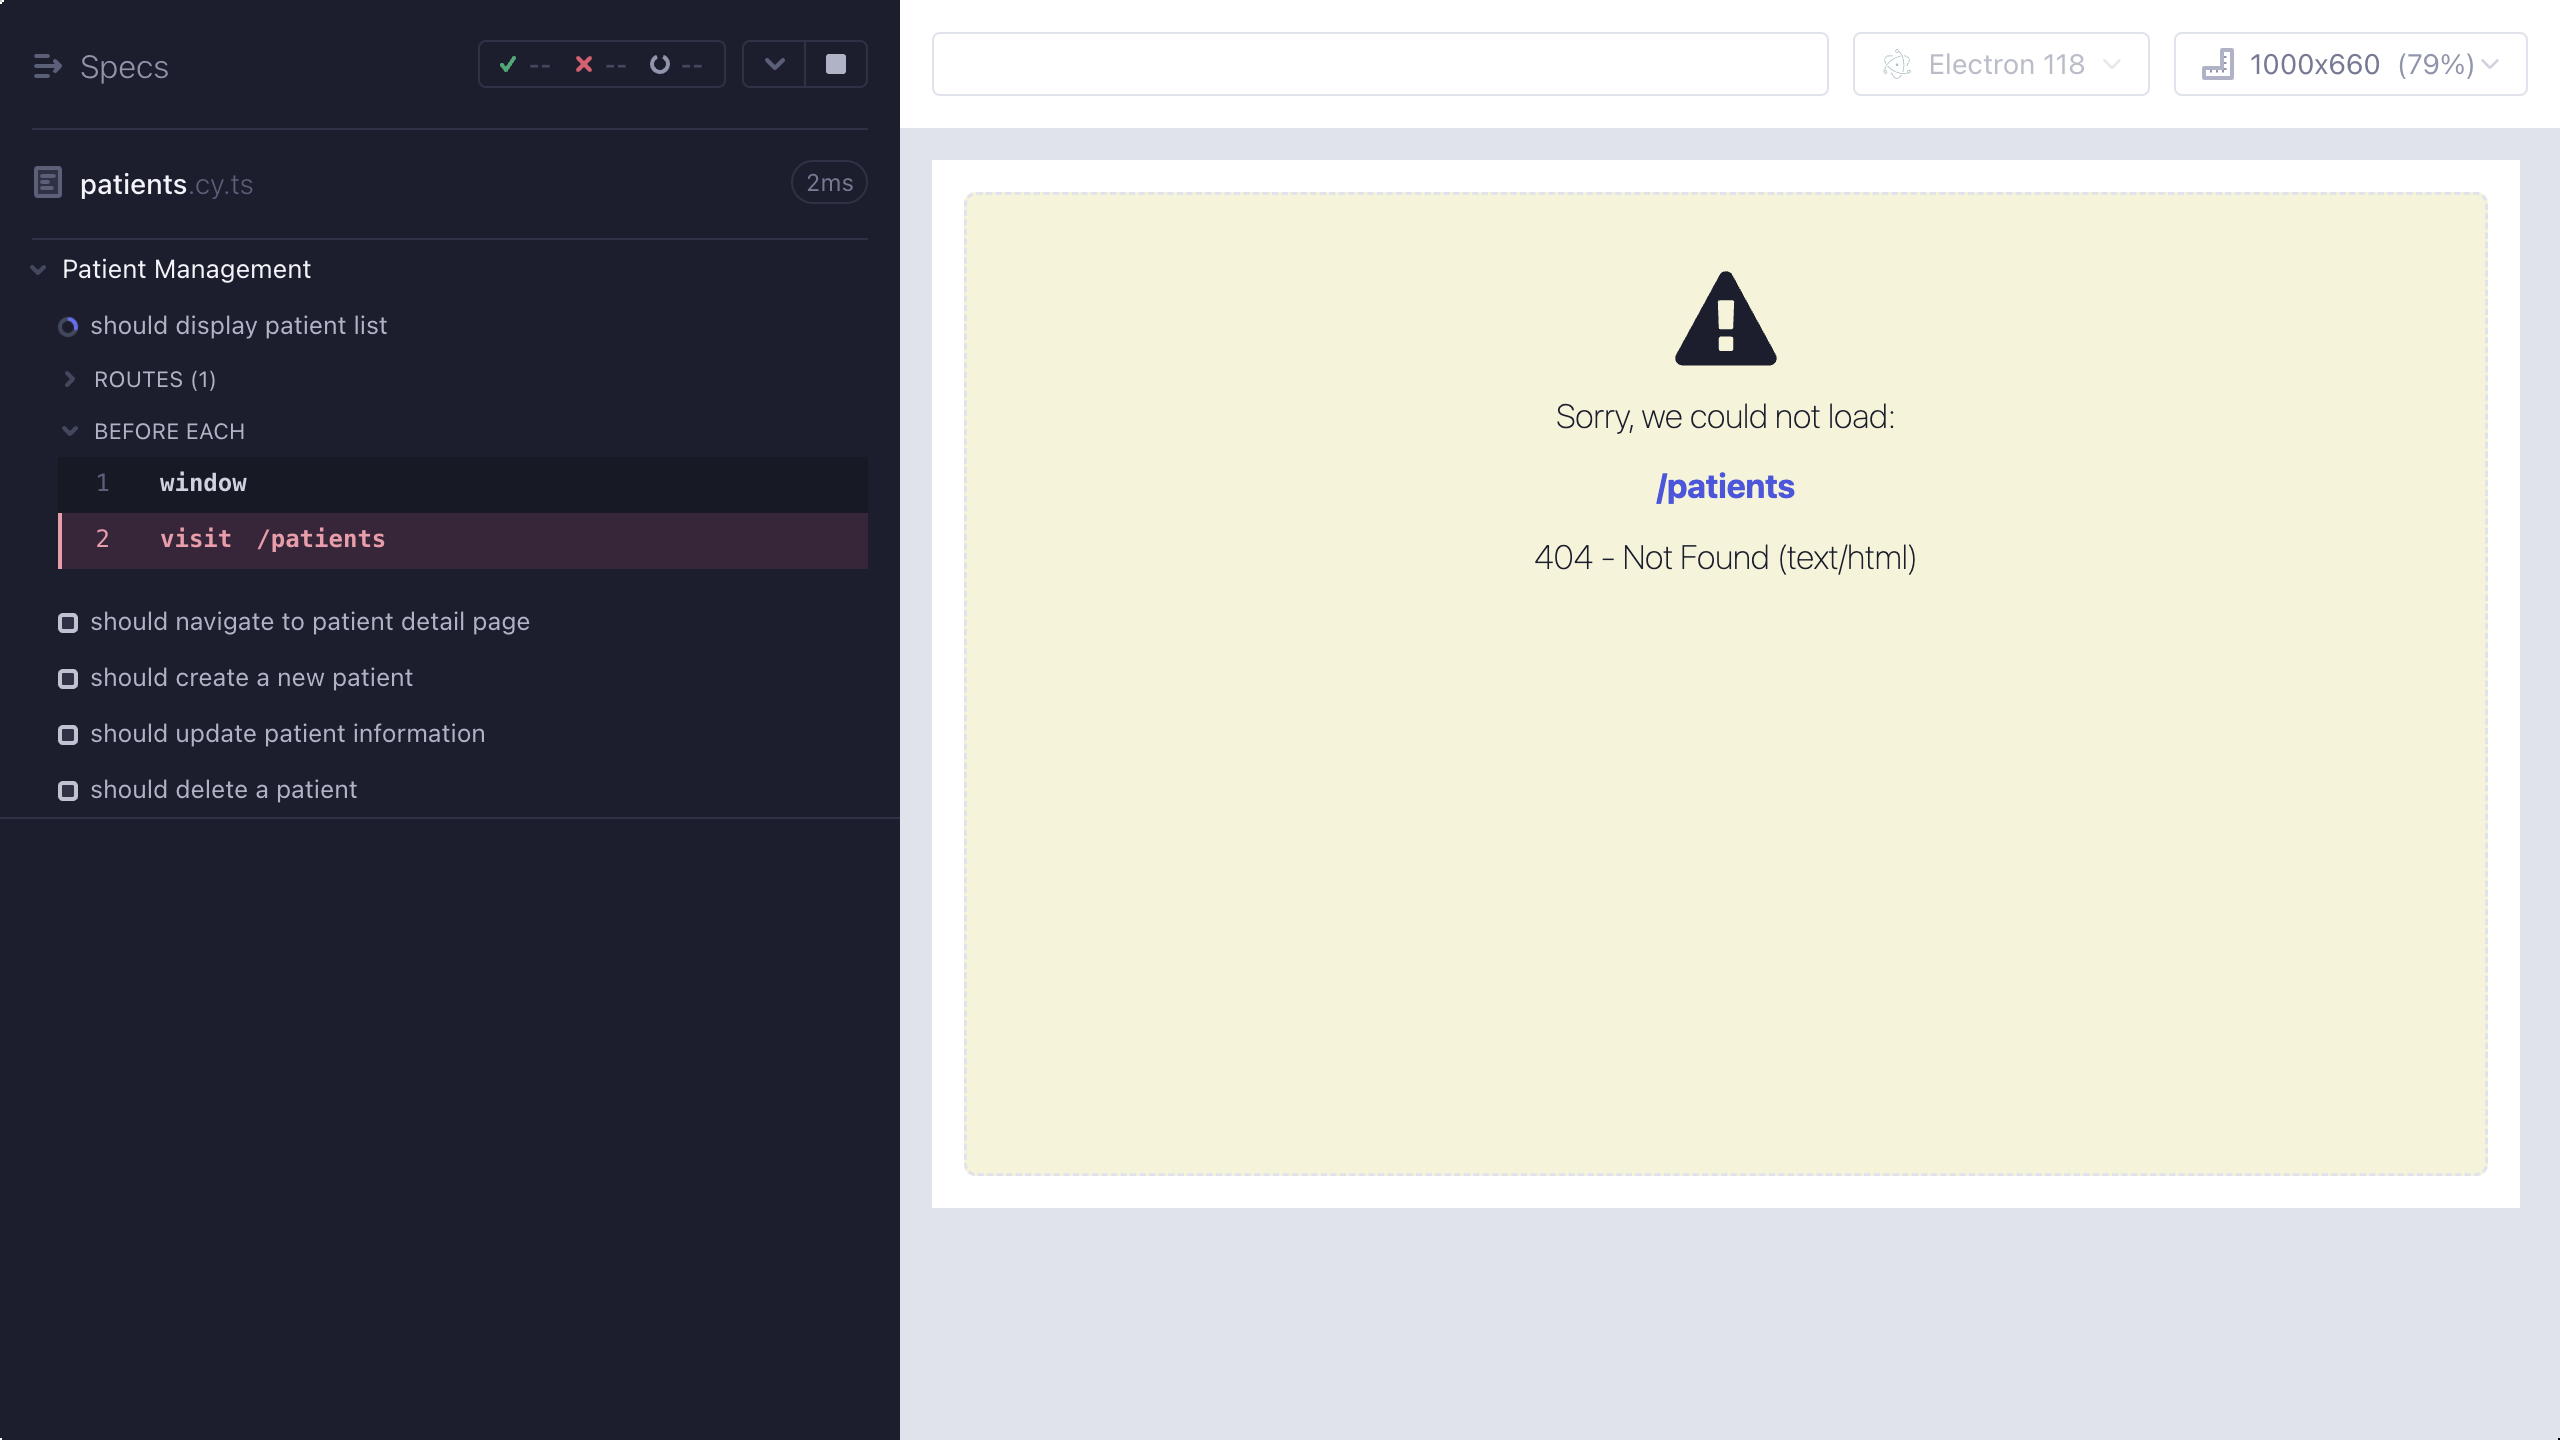 Specs
-- -- --
patients.cy.ts
2ms
Patient Management
should display patient list
ROUTES (1)
BEFORE EACH
1 window
2 visit /patients
should navigate to patient detail page
should create a new patient
should update patient information
should delete a patient
Electron 118
1000x660 (79%)
Sorry, we could not load:
/patients
404 - Not Found (text/html)